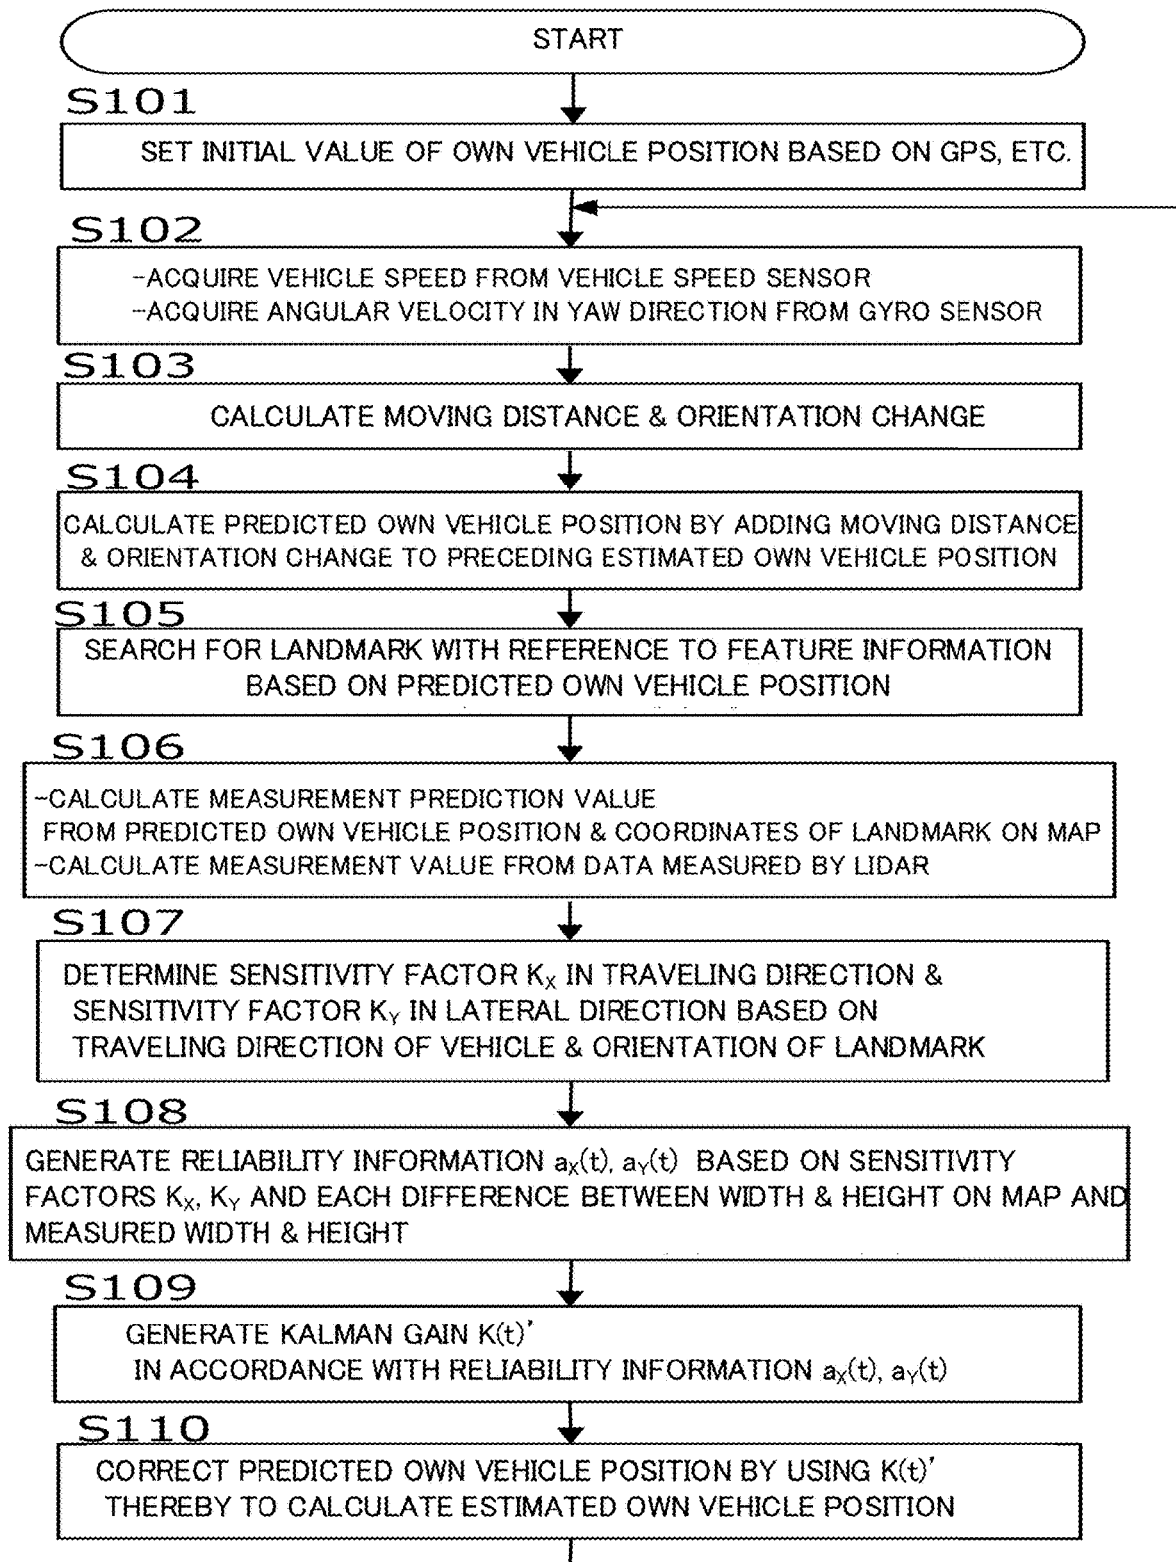 START
S101
SET INITIAL VALUE OF OWN VEHICLE POSITION BASED ON GPS, ETC.
S102
-ACQUIRE VEHICLE SPEED FROM VEHICLE SPEED SENSOR
-ACQUIRE ANGULAR VELOCITY IN YAW DIRECTION FROM GYRO SENSOR
S103
CALCULATE MOVING DISTANCE & ORIENTATION CHANGE
S104
CALCULATE PREDICTED OWN VEHICLE POSITION BY ADDING MOVING DISTANCE
& ORIENTATION CHANGE TO PRECEDING ESTIMATED OWN VEHICLE POSITION
S105
SEARCH FOR LANDMARK WITH REFERENCE TO FEATURE INFORMATION
BASED ON PREDICTED OWN VEHICLE POSITION
S106
-CALCULATE MEASUREMENT PREDICTION VALUE
FROM PREDICTED OWN VEHICLE POSITION & COORDINATES OF LANDMARK ON MAP
-CALCULATE MEASUREMENT VALUE FROM DATA MEASURED BY LIDAR
S107
DETERMINE SENSITIVITY FACTOR K_X IN TRAVELING DIRECTION &
SENSITIVITY FACTOR K_Y IN LATERAL DIRECTION BASED ON
TRAVELING DIRECTION OF VEHICLE & ORIENTATION OF LANDMARK
S108
GENERATE RELIABILITY INFORMATION a_X(t), a_Y(t) BASED ON SENSITIVITY
FACTORS K_X, K_Y AND EACH DIFFERENCE BETWEEN WIDTH & HEIGHT ON MAP AND
MEASURED WIDTH & HEIGHT
S109
GENERATE KALMAN GAIN K(t)'
IN ACCORDANCE WITH RELIABILITY INFORMATION a_X(t), a_Y(t)
S110
CORRECT PREDICTED OWN VEHICLE POSITION BY USING K(t)'
THEREBY TO CALCULATE ESTIMATED OWN VEHICLE POSITION